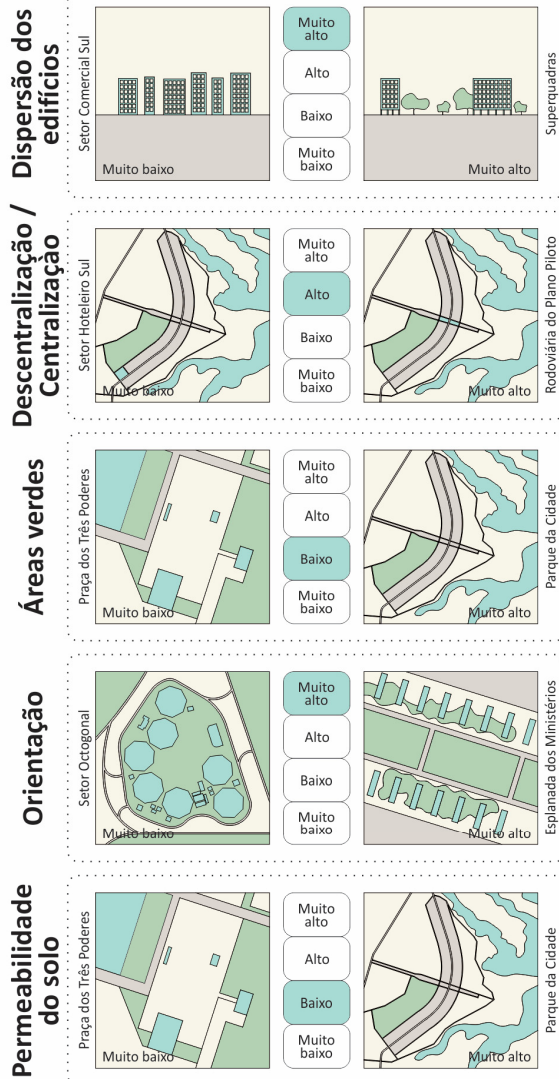 Dispersão dos
edifícios
Setor Comercial Sul
Muito baixo
Muito
alto
Alto
Baixo
Muito
baixo
Muito alto
Superquadras
Descentralização /
Centralização
Setor Hoteleiro Sul
Muito baixo
Muito
alto
Alto
Baixo
Muito
baixo
Muito alto
Rodoviária do Plano Piloto
Áreas verdes
Praça dos Três Poderes
Muito baixo
Muito
alto
Alto
Baixo
Muito
baixo
Muito alto
Parque da Cidade
Orientação
Setor Octogonal
Muito baixo
Muito
alto
Alto
Baixo
Muito
baixo
Muito alto
Esplanada dos Ministérios
Permeabilidade
do solo
Praça dos Três Poderes
Muito baixo
Muito
alto
Alto
Baixo
Muito
baixo
Muito alto
Parque da Cidade